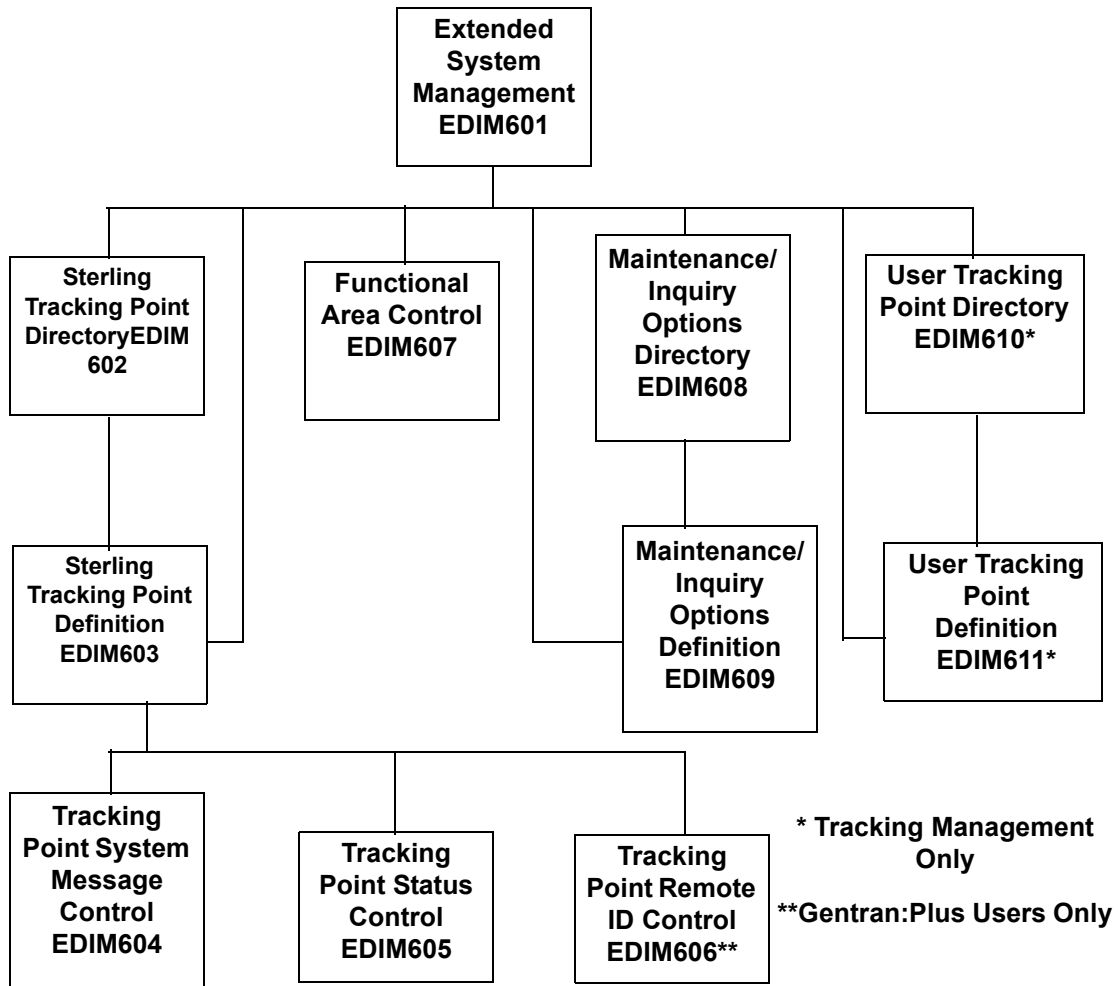 Extended
System
Management
EDIM601
Sterling
Tracking Point
DirectoryEDIM
602
Functional
Area Control
EDIM607
Maintenance/
Inquiry
Options
Directory
EDIM608
User Tracking
Point Directory
EDIM610*
Sterling
Tracking Point
Definition
EDIM603
Maintenance/
Inquiry
Options
Definition
EDIM609
User Tracking
Point
Definition
EDIM611*
Tracking
Point System
Message
Control
EDIM604
Tracking
Point Status
Control
EDIM605
Tracking
Point Remote
ID Control
EDIM606**
* Tracking Management
Only
**Gentran:Plus Users Only